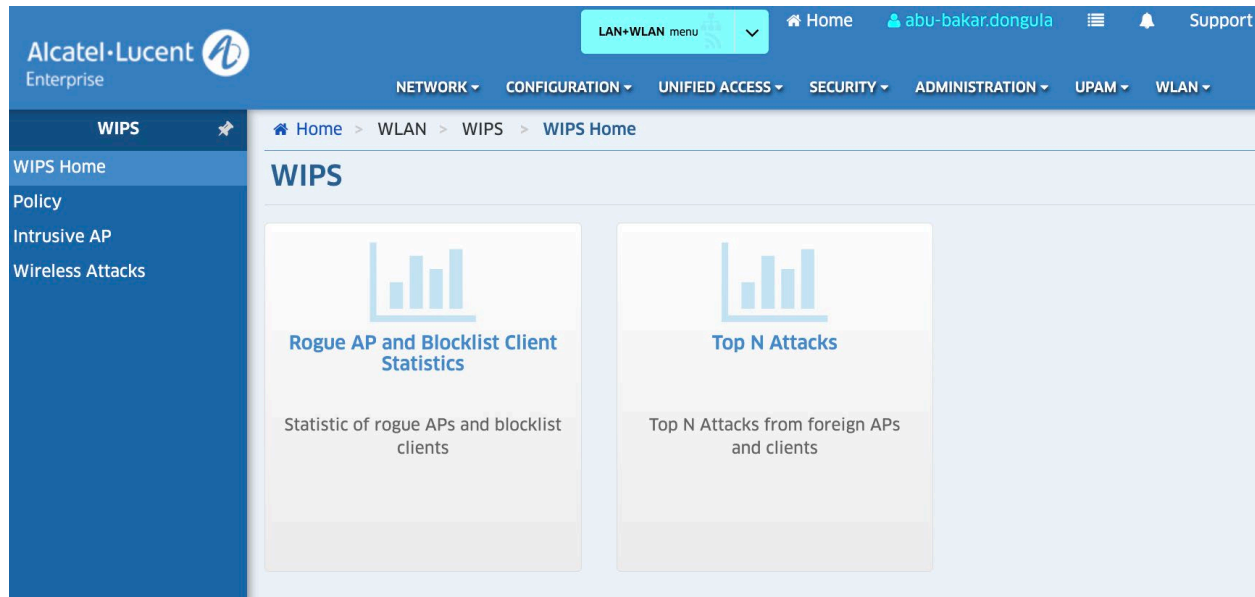 Alcatel·Lucent
Enterprise
LAN+WLAN menu
Home
abu-bakar.dongula
Support
NETWORK
CONFIGURATION
UNIFIED ACCESS
SECURITY
ADMINISTRATION
UPAM
WLAN
WIPS
WIPS Home
Policy
Intrusive AP
Wireless Attacks
Home > WLAN > WIPS > WIPS Home
WIPS
Rogue AP and Blocklist Client
Statistics
Statistic of rogue APs and blocklist
clients
Top N Attacks
Top N Attacks from foreign APs
and clients